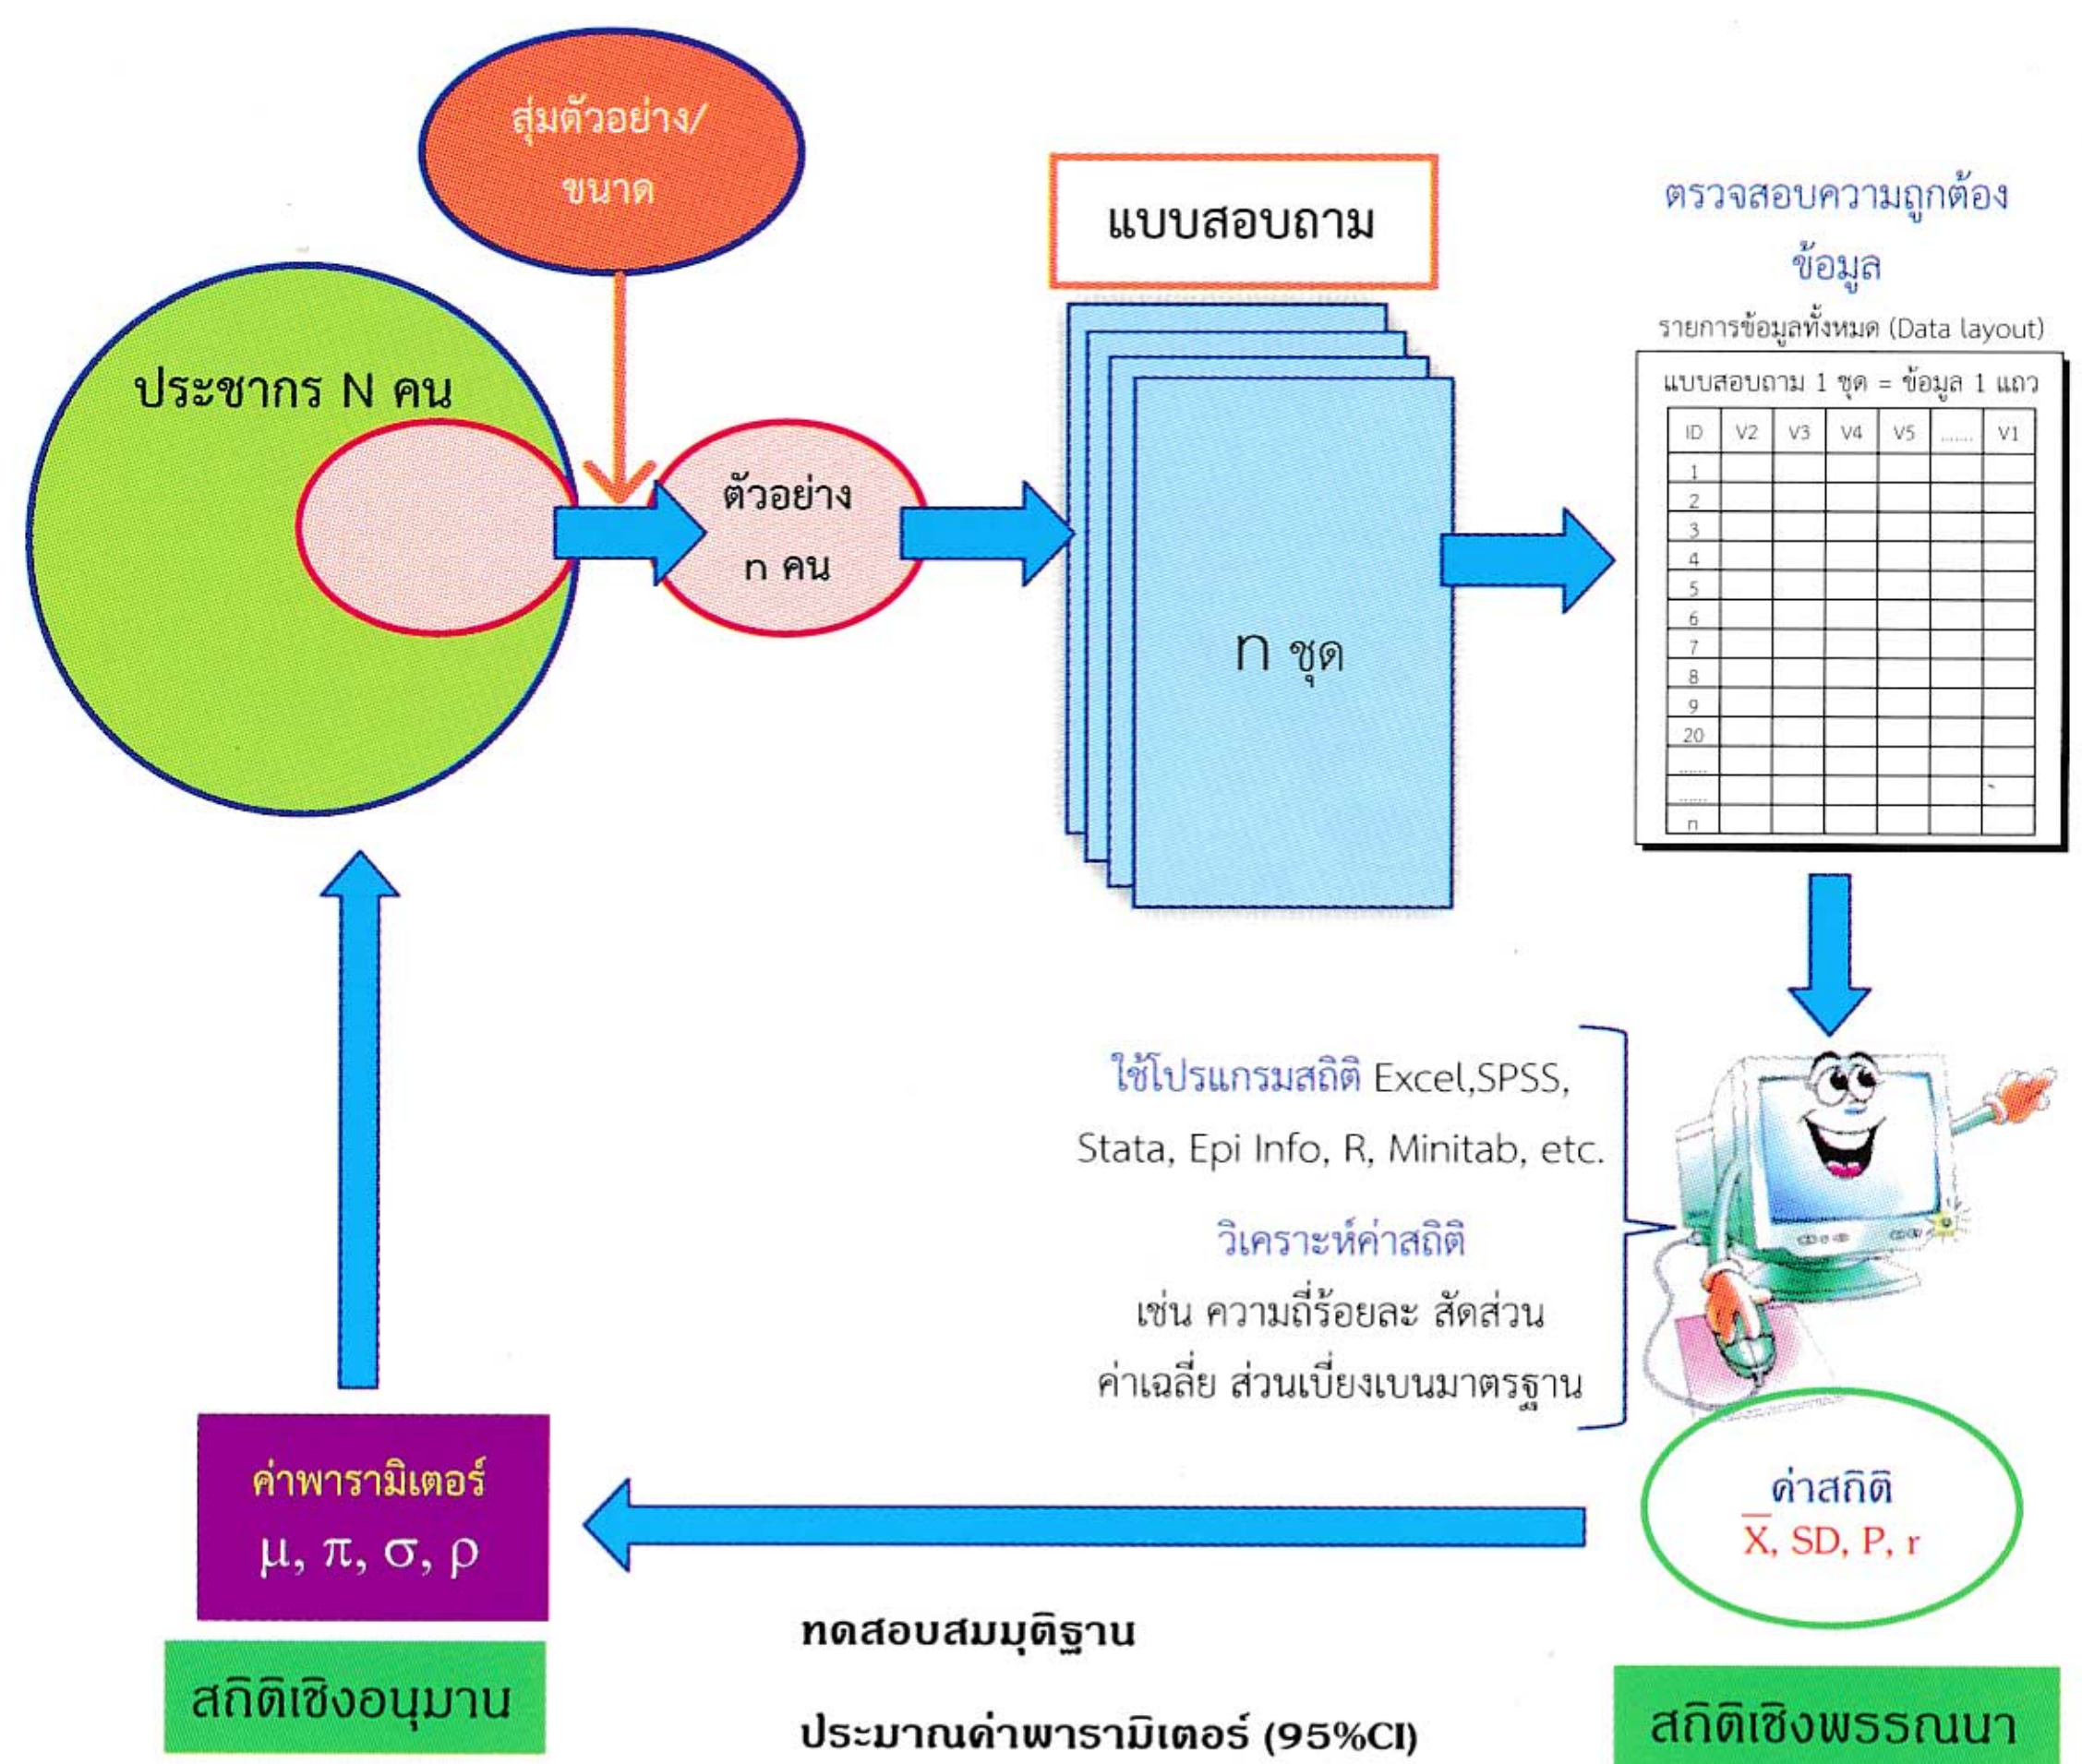 สุ่มตัวอย่าง/
ขนาด
ประชากร N คน
ตัวอย่าง
n คน
แบบสอบถาม
n ชุด
ตรวจสอบความถูกต้อง
ข้อมูล
รายการข้อมูลทั้งหมด (Data layout)
แบบสอบถาม 1 ชุด = ข้อมูล 1 แถว
ID V2 V3 V4 V5 ....... V1
1
2
3
4
5
6
7
8
9
20
......
......
n
ใช้โปรแกรมสถิติ Excel,SPSS,
Stata, Epi Info, R, Minitab, etc.
วิเคราะห์ค่าสถิติ
เช่น ความถี่ร้อยละ สัดส่วน
ค่าเฉลี่ย ส่วนเบี่ยงเบนมาตรฐาน
ค่าสถิติ
X̅, SD, P, r
สถิติเชิงพรรณนา
ทดสอบสมมุติฐาน
ประมาณค่าพารามิเตอร์ (95%CI)
ค่าพารามิเตอร์
μ, π, σ, ρ
สถิติเชิงอนุมาน